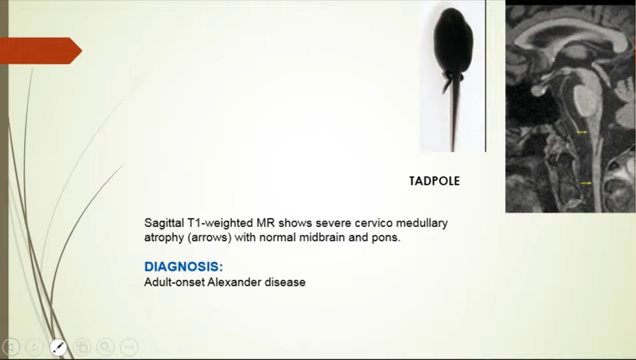 TADPOLE
Sagittal T1-weighted MR shows severe cervico medullary
atrophy (arrows) with normal midbrain and pons.
DIAGNOSIS:
Adult-onset Alexander disease